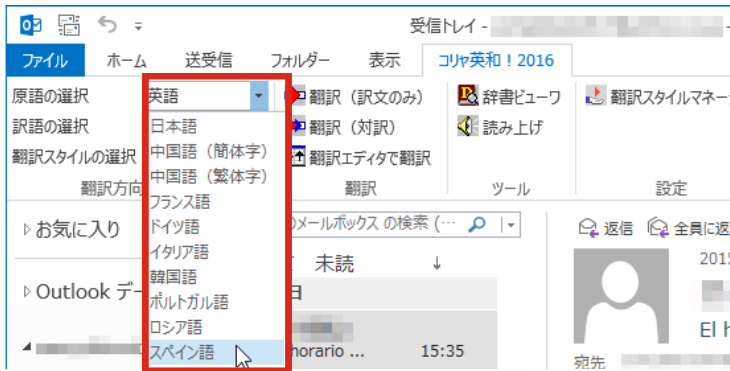 受信トレイ -
ファイル ホーム 送受信 フォルダー 表示 コリャ英和！2016
原語の選択 英語 翻訳（訳文のみ） 辞書ビューワ 翻訳スタイルマネー
訳語の選択 日本語 翻訳（対訳） 読み上げ
翻訳スタイルの選択 中国語（簡体字） 翻訳エディタで翻訳
中国語（繁体字）
翻訳方向 翻訳 ツール 設定
フランス語
お気に入り ドイツ語 のメールボックス の検索 (… 返信 全員に返
イタリア語 未読 ↓ 2015
Outlook デー 韓国語 日
ポルトガル語
ロシア語 El h
スペイン語 horario ... 15:35
宛先